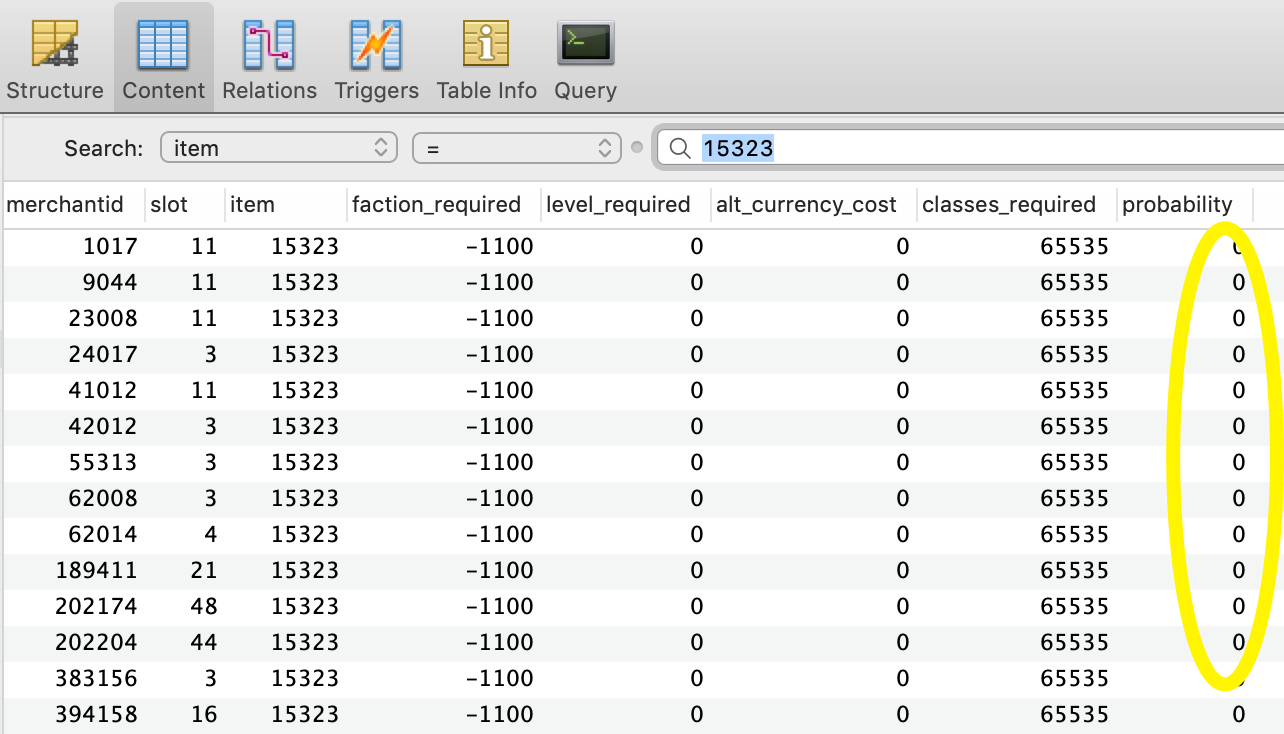 Structure Content Relations Triggers Table Info Query
Search: item = 15323
merchantid slot item faction_required level_required alt_currency_cost classes_required probability
1017 11 15323 -1100 0 0 65535 0
9044 11 15323 -1100 0 0 65535 0
23008 11 15323 -1100 0 0 65535 0
24017 3 15323 -1100 0 0 65535 0
41012 11 15323 -1100 0 0 65535 0
42012 3 15323 -1100 0 0 65535 0
55313 3 15323 -1100 0 0 65535 0
62008 3 15323 -1100 0 0 65535 0
62014 4 15323 -1100 0 0 65535 0
189411 21 15323 -1100 0 0 65535 0
202174 48 15323 -1100 0 0 65535 0
202204 44 15323 -1100 0 0 65535 0
383156 3 15323 -1100 0 0 65535
394158 16 15323 -1100 0 0 65535 0